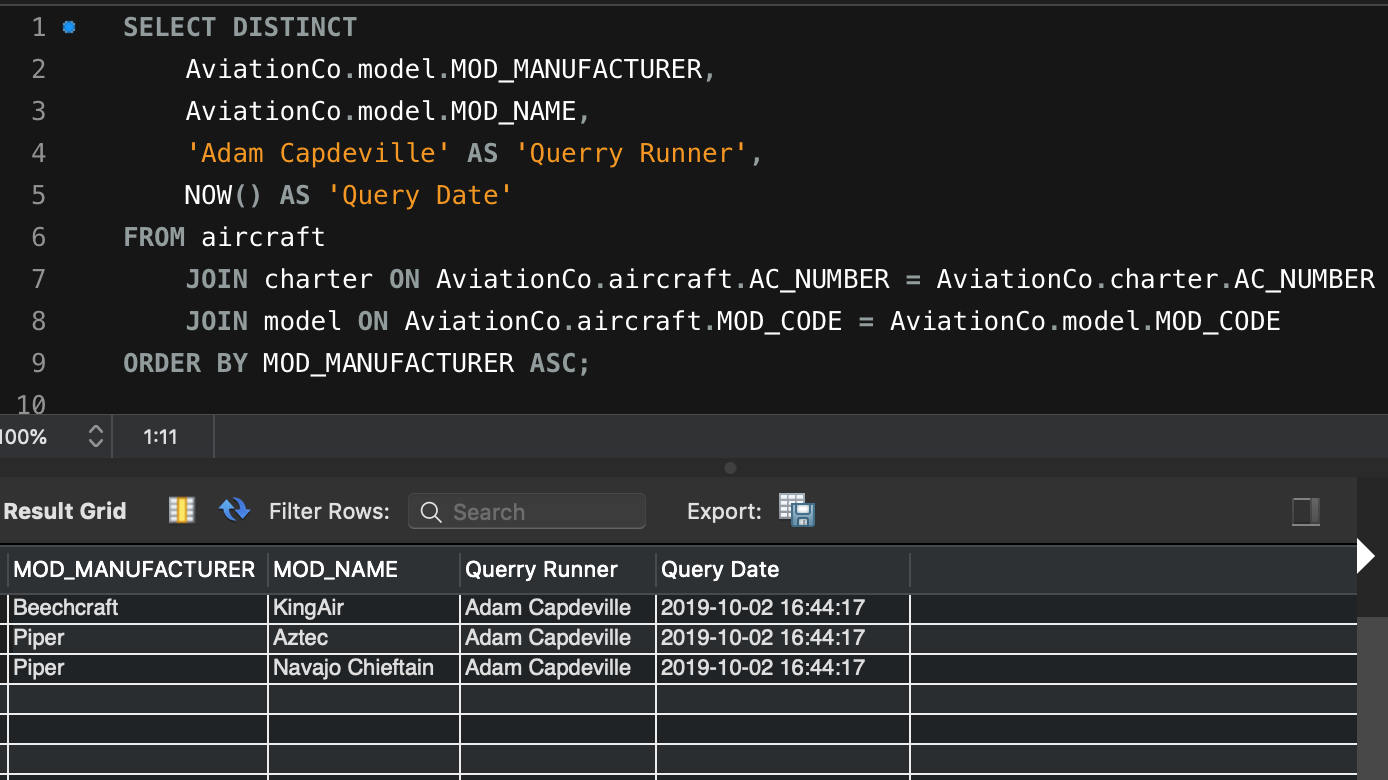 1 SELECT DISTINCT
2 AviationCo.model.MOD_MANUFACTURER,
3 AviationCo.model.MOD_NAME,
4 'Adam Capdeville' AS 'Querry Runner',
5 NOW() AS 'Query Date'
6 FROM aircraft
7 JOIN charter ON AviationCo.aircraft.AC_NUMBER = AviationCo.charter.AC_NUMBER
8 JOIN model ON AviationCo.aircraft.MOD_CODE = AviationCo.model.MOD_CODE
9 ORDER BY MOD_MANUFACTURER ASC;
10
100% 1:11
Result Grid Filter Rows: Search Export:
MOD_MANUFACTURER MOD_NAME Querry Runner Query Date
Beechcraft KingAir Adam Capdeville 2019-10-02 16:44:17
Piper Aztec Adam Capdeville 2019-10-02 16:44:17
Piper Navajo Chieftain Adam Capdeville 2019-10-02 16:44:17